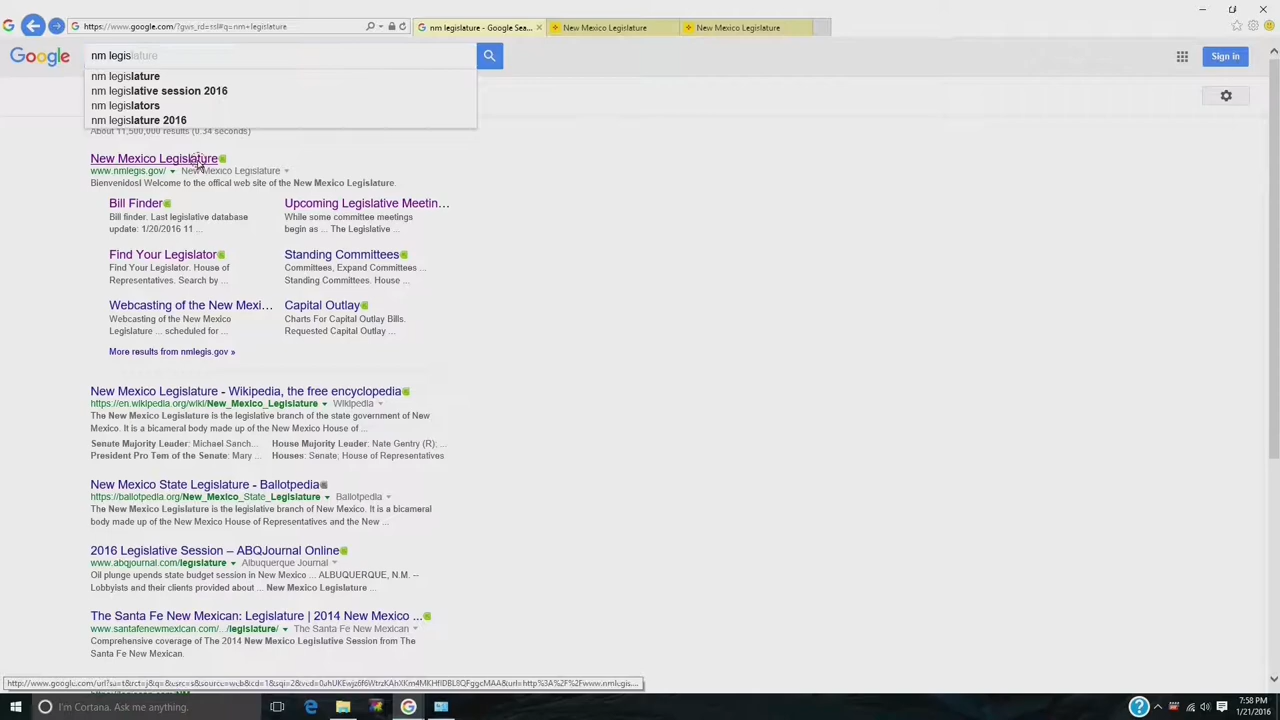 https://www.google.com/?gws_rd=ssl#q=nm+legislature
nm legislature - Google Sea...
New Mexico Legislature
New Mexico Legislature
Google
nm legislature
Sign in
nm legislature
nm legislative session 2016
nm legislators
nm legislature 2016
About 11,500,000 results (0.34 seconds)
New Mexico Legislature
www.nmlegis.gov/ New Mexico Legislature
Bienvenidos! Welcome to the offical web site of the New Mexico Legislature.
Bill Finder
Bill finder. Last legislative database
update: 1/20/2016 11 ...
Upcoming Legislative Meetin...
While some committee meetings
begin as ... The Legislative ...
Find Your Legislator
Find Your Legislator. House of
Representatives. Search by ...
Standing Committees
Committees, Expand Committees ...
Standing Committees. House ...
Webcasting of the New Mexi...
Webcasting of the New Mexico
Legislature ... scheduled for ...
Capital Outlay
Charts For Capital Outlay Bills.
Requested Capital Outlay ...
More results from nmlegis.gov »
New Mexico Legislature - Wikipedia, the free encyclopedia
https://en.wikipedia.org/wiki/New_Mexico_Legislature Wikipedia
The New Mexico Legislature is the legislative branch of the state government of New
Mexico. It is a bicameral body made up of the New Mexico House of ...
Senate Majority Leader: Michael Sanch... House Majority Leader: Nate Gentry (R); ...
President Pro Tem of the Senate: Mary ... Houses: Senate; House of Representatives
New Mexico State Legislature - Ballotpedia
https://ballotpedia.org/New_Mexico_State_Legislature Ballotpedia
The New Mexico Legislature is the legislative branch of New Mexico. It is a bicameral
body made up of the New Mexico House of Representatives and the New ...
2016 Legislative Session – ABQJournal Online
www.abqjournal.com/legislature Albuquerque Journal
Oil plunge upends state budget session in New Mexico ... ALBUQUERQUE, N.M. --
Lobbyists and their clients provided about ... New Mexico Legislature ...
The Santa Fe New Mexican: Legislature | 2014 New Mexico ...
www.santafenewmexican.com/.../legislature/ The Santa Fe New Mexican
Comprehensive coverage of The 2014 New Mexico Legislative Session from The
Santa Fe New Mexican.
I'm Cortana. Ask me anything.
7:58 PM
1/21/2016